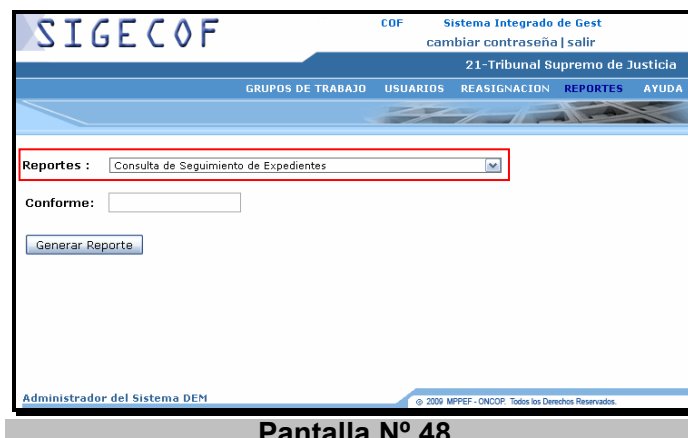 SIGECOF
COF Sistema Integrado de Gest
cambiar contraseña | salir
21-Tribunal Supremo de Justicia
GRUPOS DE TRABAJO USUARIOS REASIGNACION REPORTES AYUDA
Reportes : Consulta de Seguimiento de Expedientes
Conforme:
Generar Reporte
Administrador del Sistema DEM
© 2009 MPPEF - ONCOP. Todos los Derechos Reservados.
Pantalla Nº 48